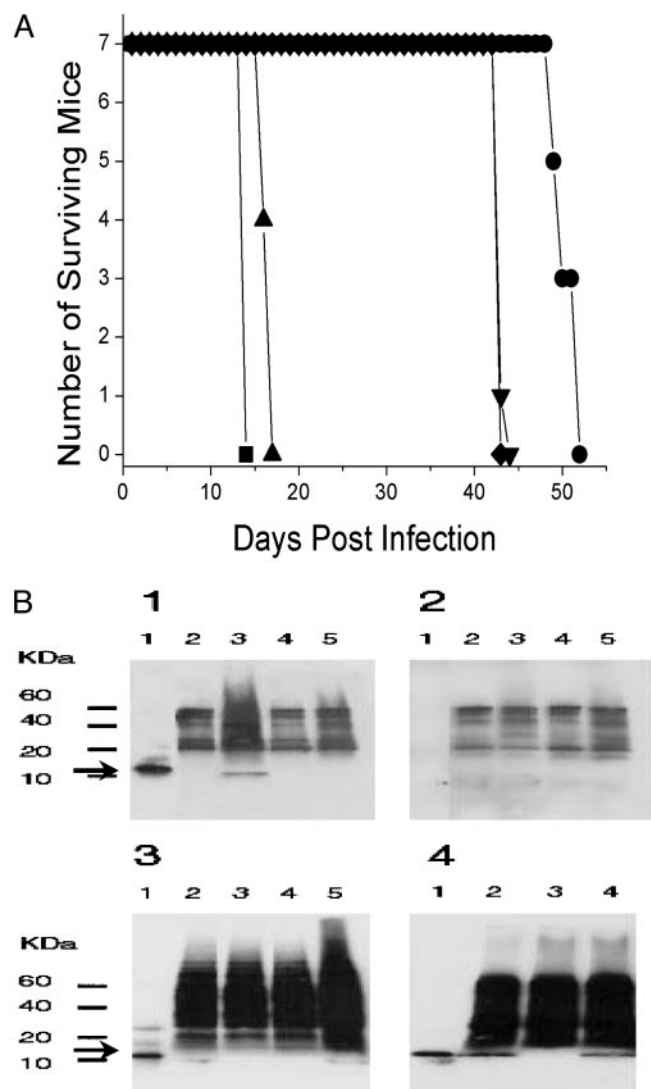 A
7
6
5
4
3
2
1
0
Number of Surviving Mice
0 10 20 30 40 50
Days Post Infection
B
1 2
1 2 3 4 5 1 2 3 4 5
KDa
60
40
20
10
3 4
1 2 3 4 5 1 2 3 4
KDa
60
40
20
10